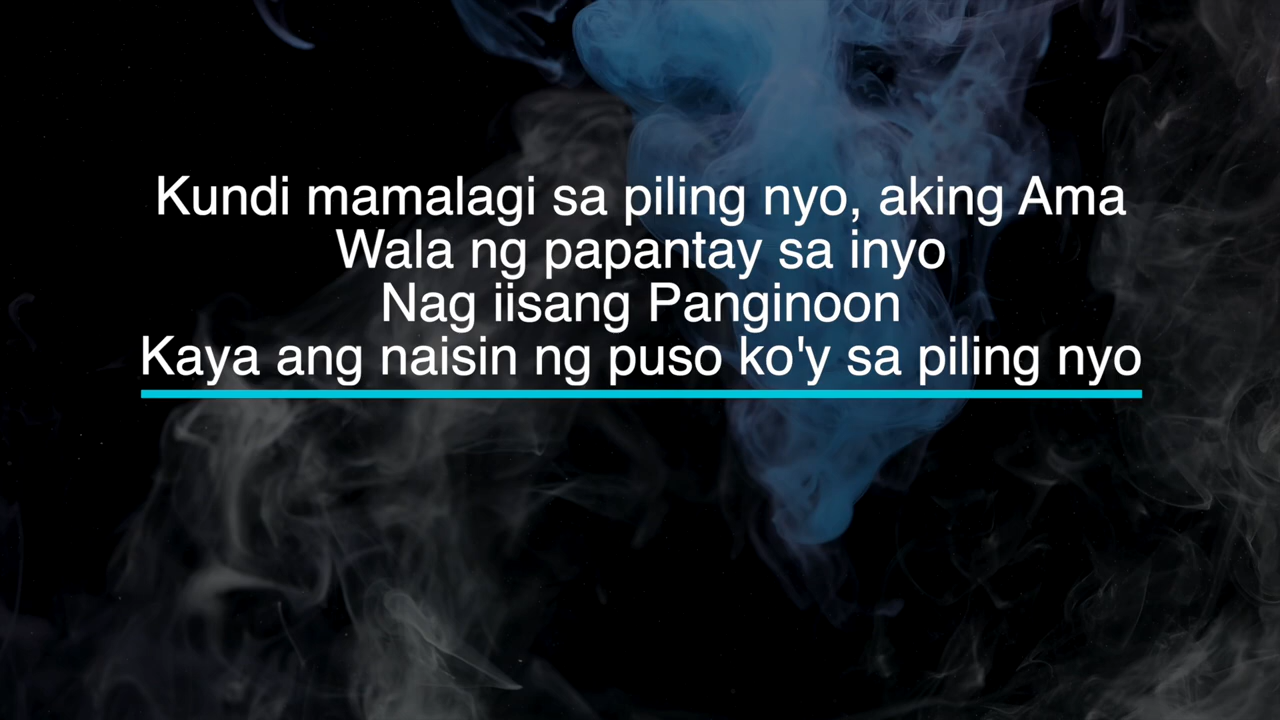 Kundi mamalagi sa piling nyo, aking Ama
Wala ng papantay sa inyo
Nag iisang Panginoon
Kaya ang naisin ng puso ko'y sa piling nyo